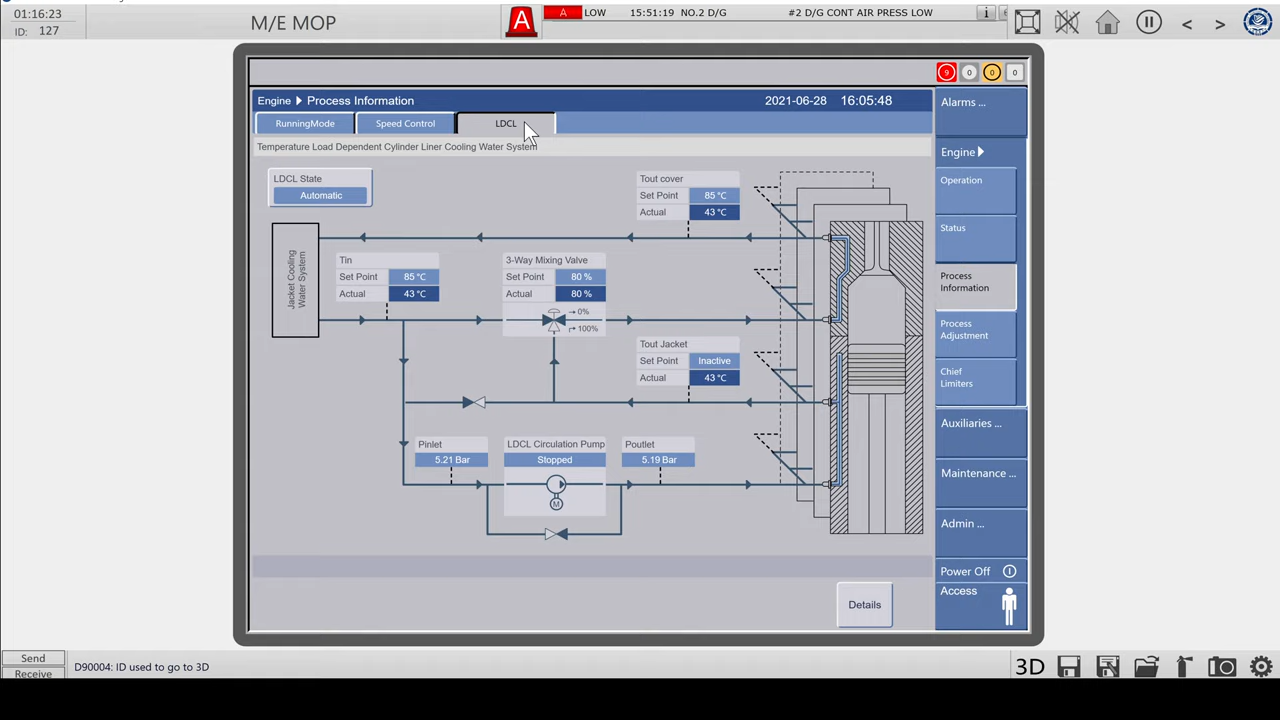 01:16:23
ID: 127
M/E MOP
A
A LOW 15:51:19 NO.2 D/G #2 D/G CONT AIR PRESS LOW
i
9 0 0 0
Engine Process Information 2021-06-28 16:05:48
RunningMode Speed Control LDCL
Temperature Load Dependent Cylinder Liner Cooling Water System
LDCL State
Automatic
Tout cover
Set Point 85 °C
Actual 43 °C
Jacket Cooling
Water System
Tin
Set Point 85 °C
Actual 43 °C
3-Way Mixing Valve
Set Point 80 %
Actual 80 %
0%
100%
Tout Jacket
Set Point Inactive
Actual 43 °C
Pinlet
5.21 Bar
LDCL Circulation Pump
Stopped
M
Poutlet
5.19 Bar
Details
Alarms ...
Engine
Operation
Status
Process
Information
Process
Adjustment
Chief
Limiters
Auxiliaries ...
Maintenance ...
Admin ...
Power Off
Access
Send
Receive
D90004: ID used to go to 3D
3D